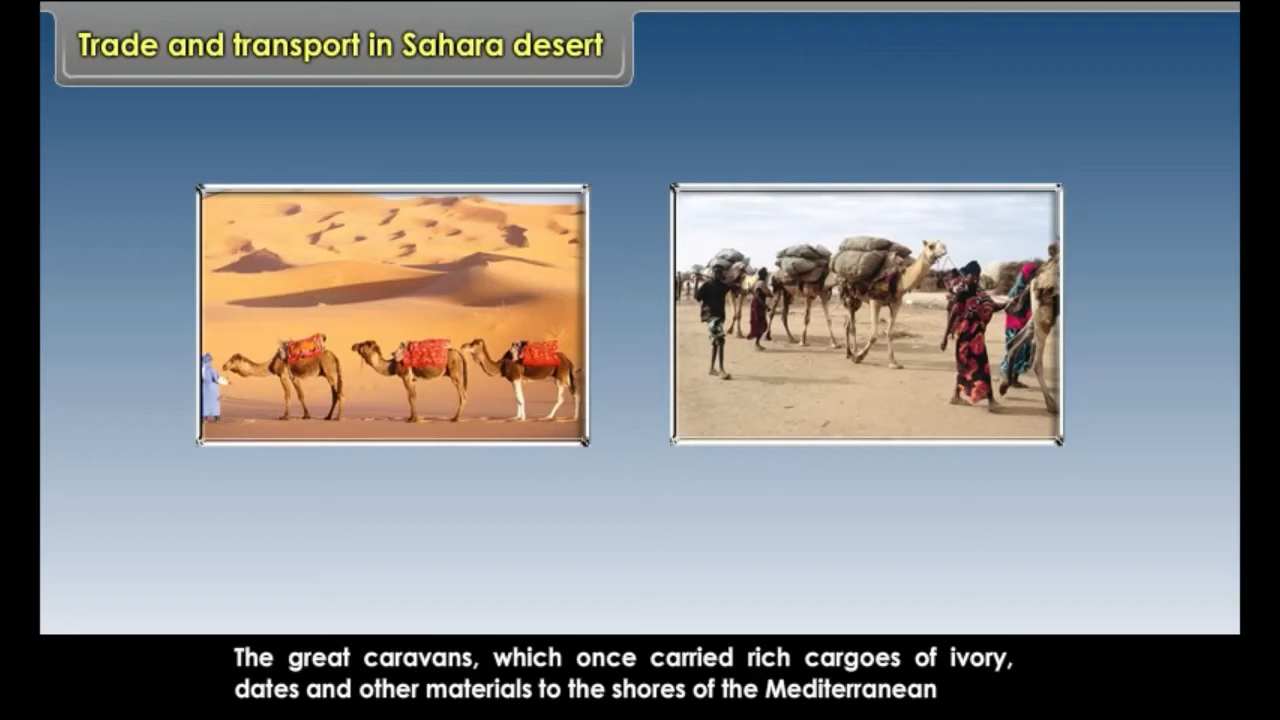 Trade and transport in Sahara desert
The great caravans, which once carried rich cargoes of ivory,
dates and other materials to the shores of the Mediterranean